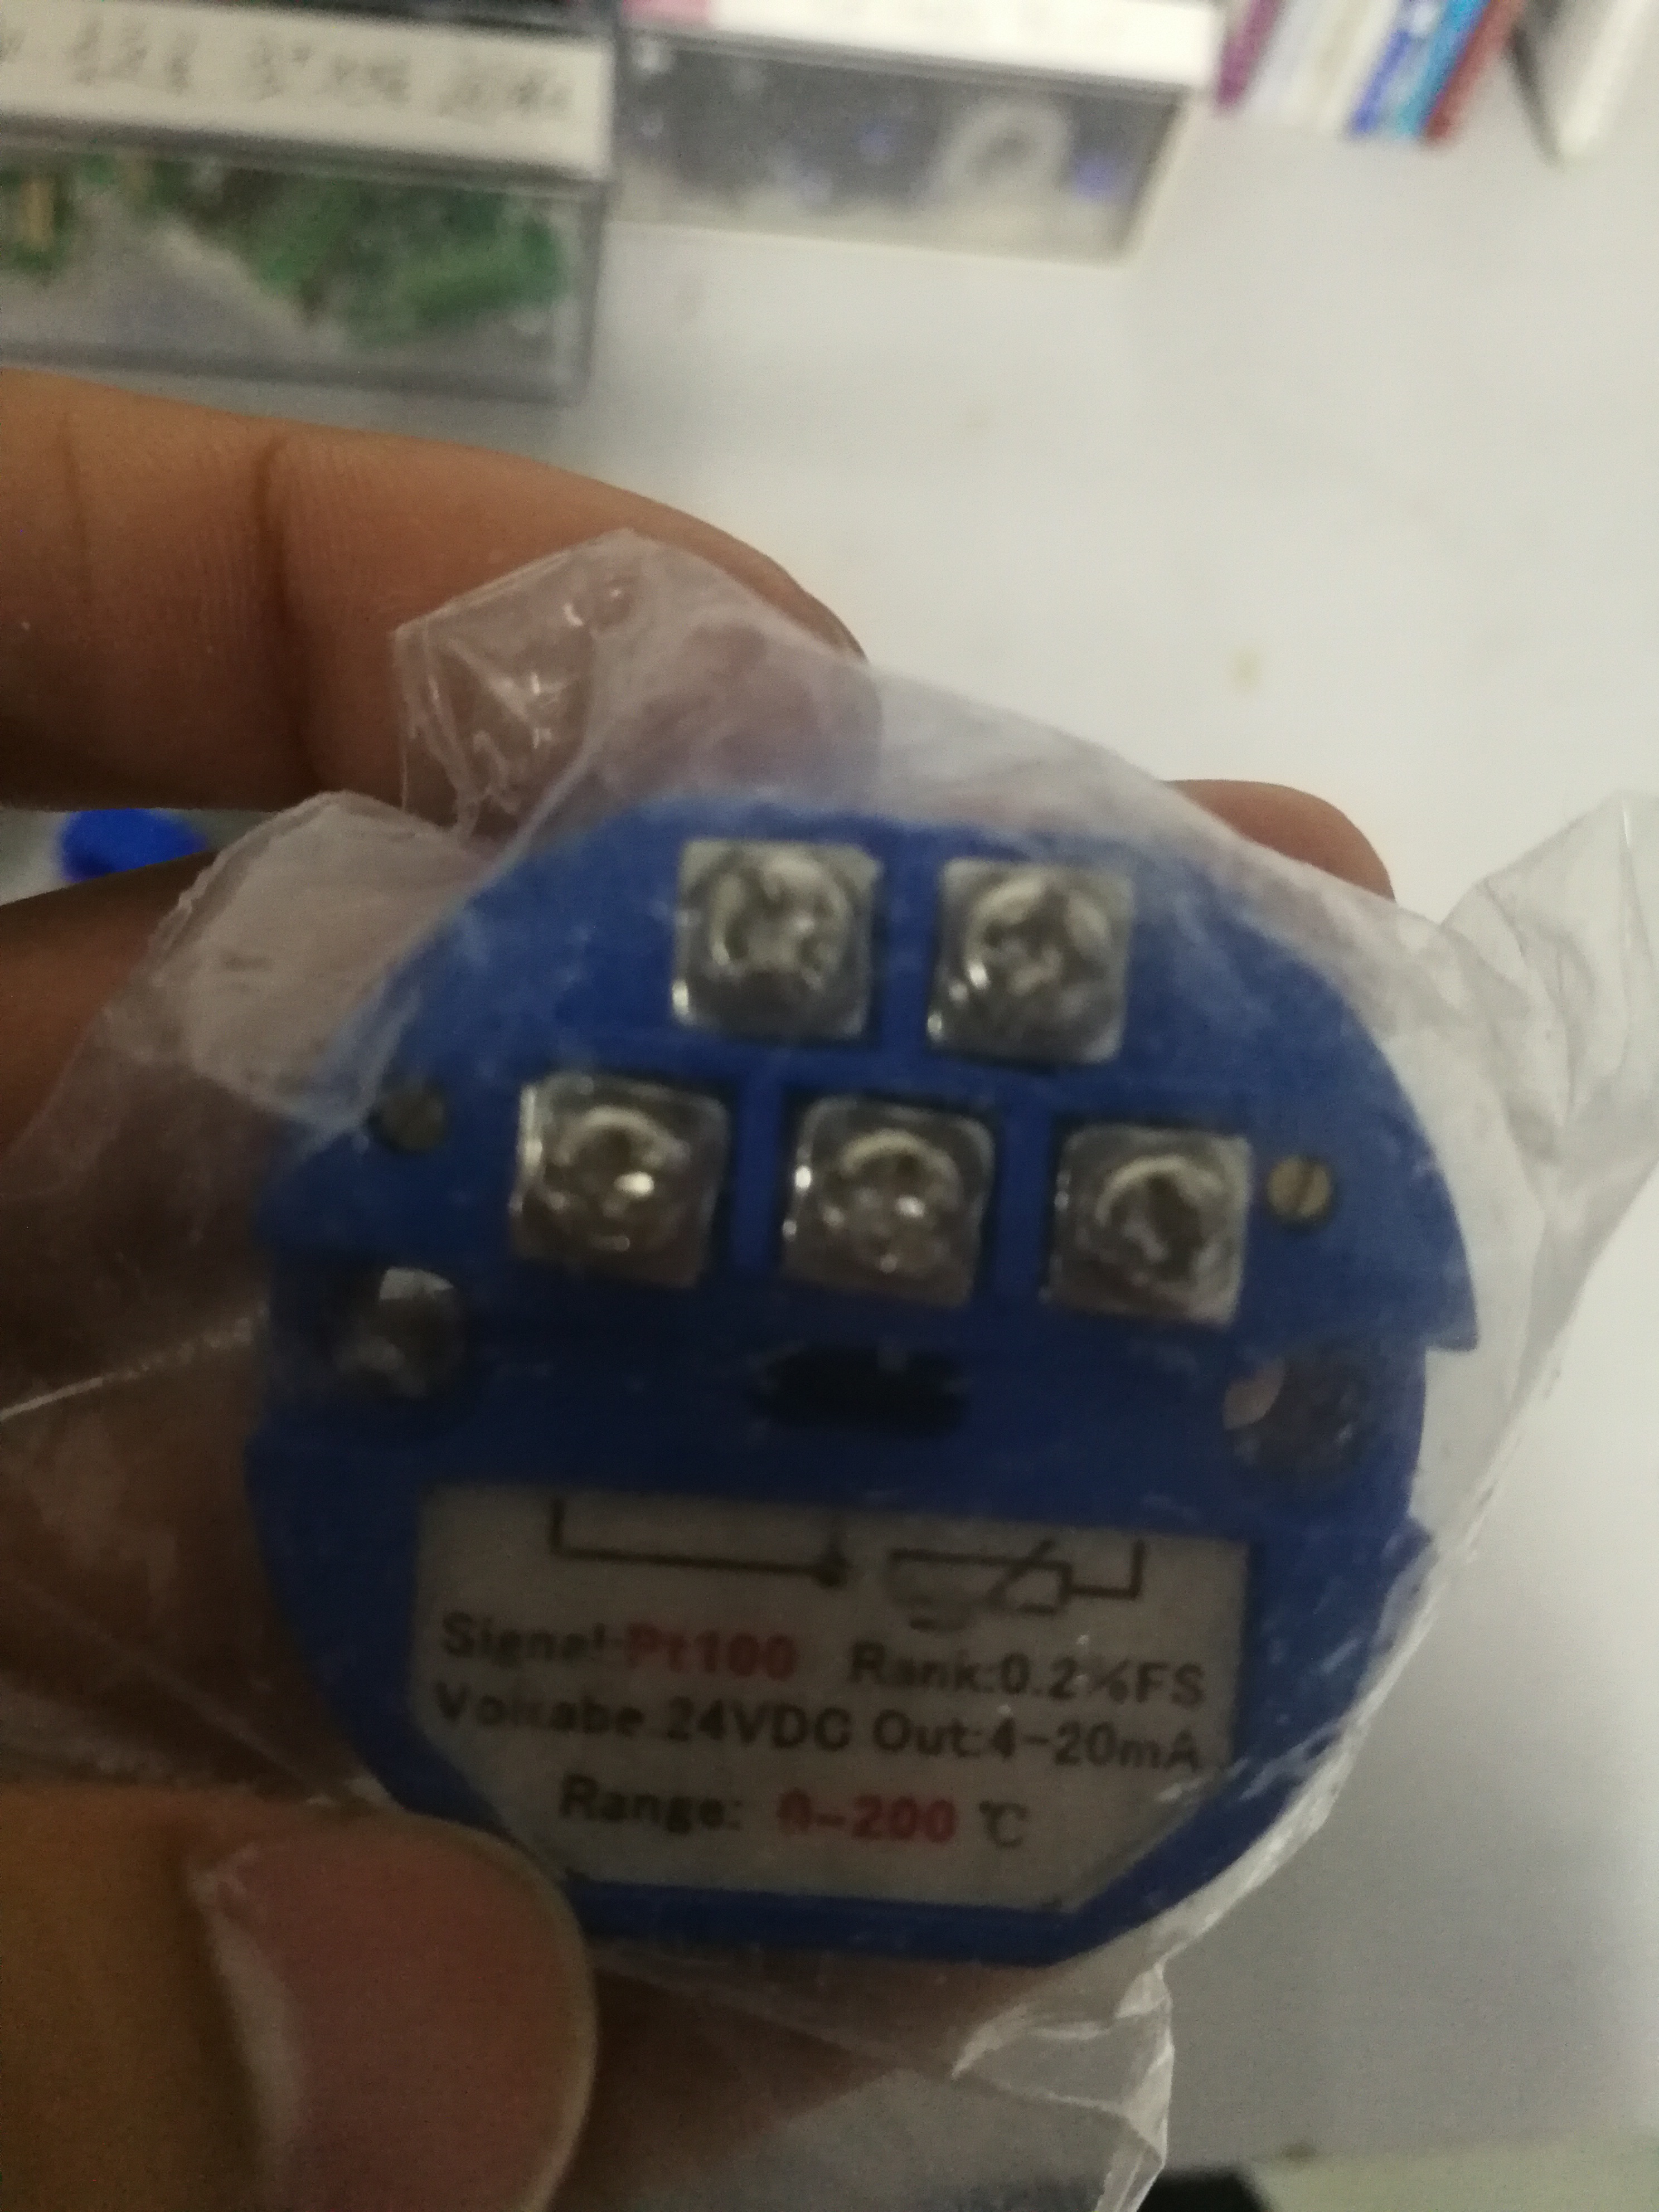 Signal:Pt100 Rank:0.2%FS
Voltabe 24VDC Out:4-20mA
Range: 0-200 ℃